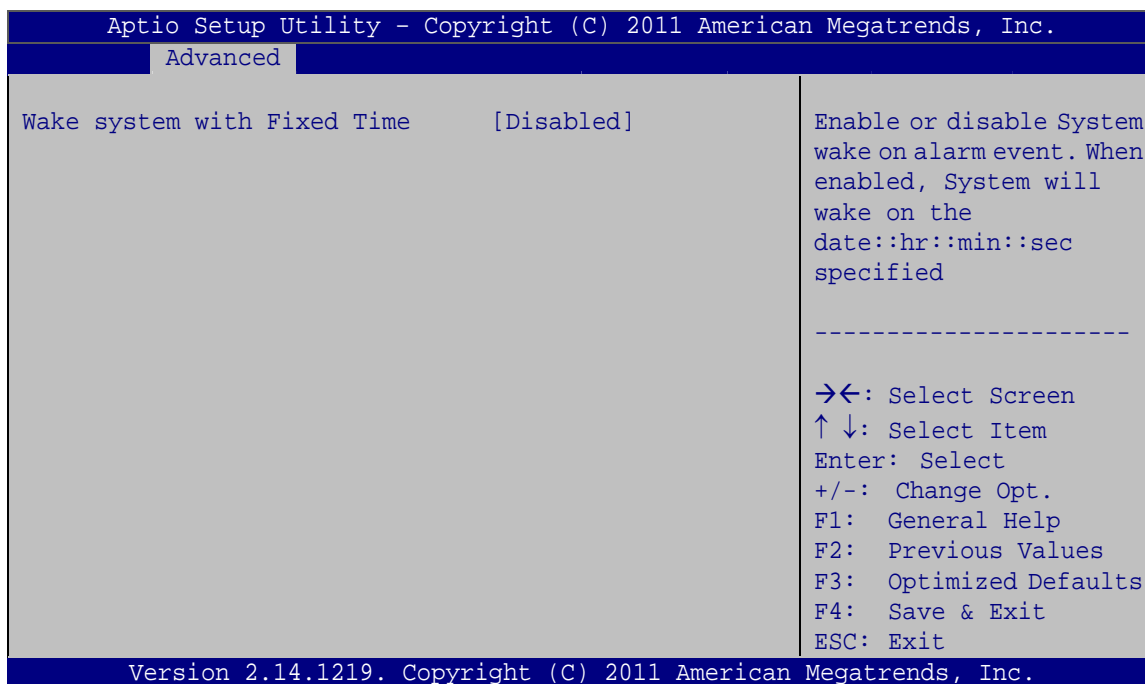 Aptio Setup Utility – Copyright (C) 2011 American Megatrends, Inc.
Advanced
Wake system with Fixed Time [Disabled]
Enable or disable System
wake on alarm event. When
enabled, System will
wake on the
date::hr::min::sec
specified
----------------------
→←: Select Screen
↑ ↓: Select Item
Enter: Select
+/-: Change Opt.
F1: General Help
F2: Previous Values
F3: Optimized Defaults
F4: Save & Exit
ESC: Exit
Version 2.14.1219. Copyright (C) 2011 American Megatrends, Inc.